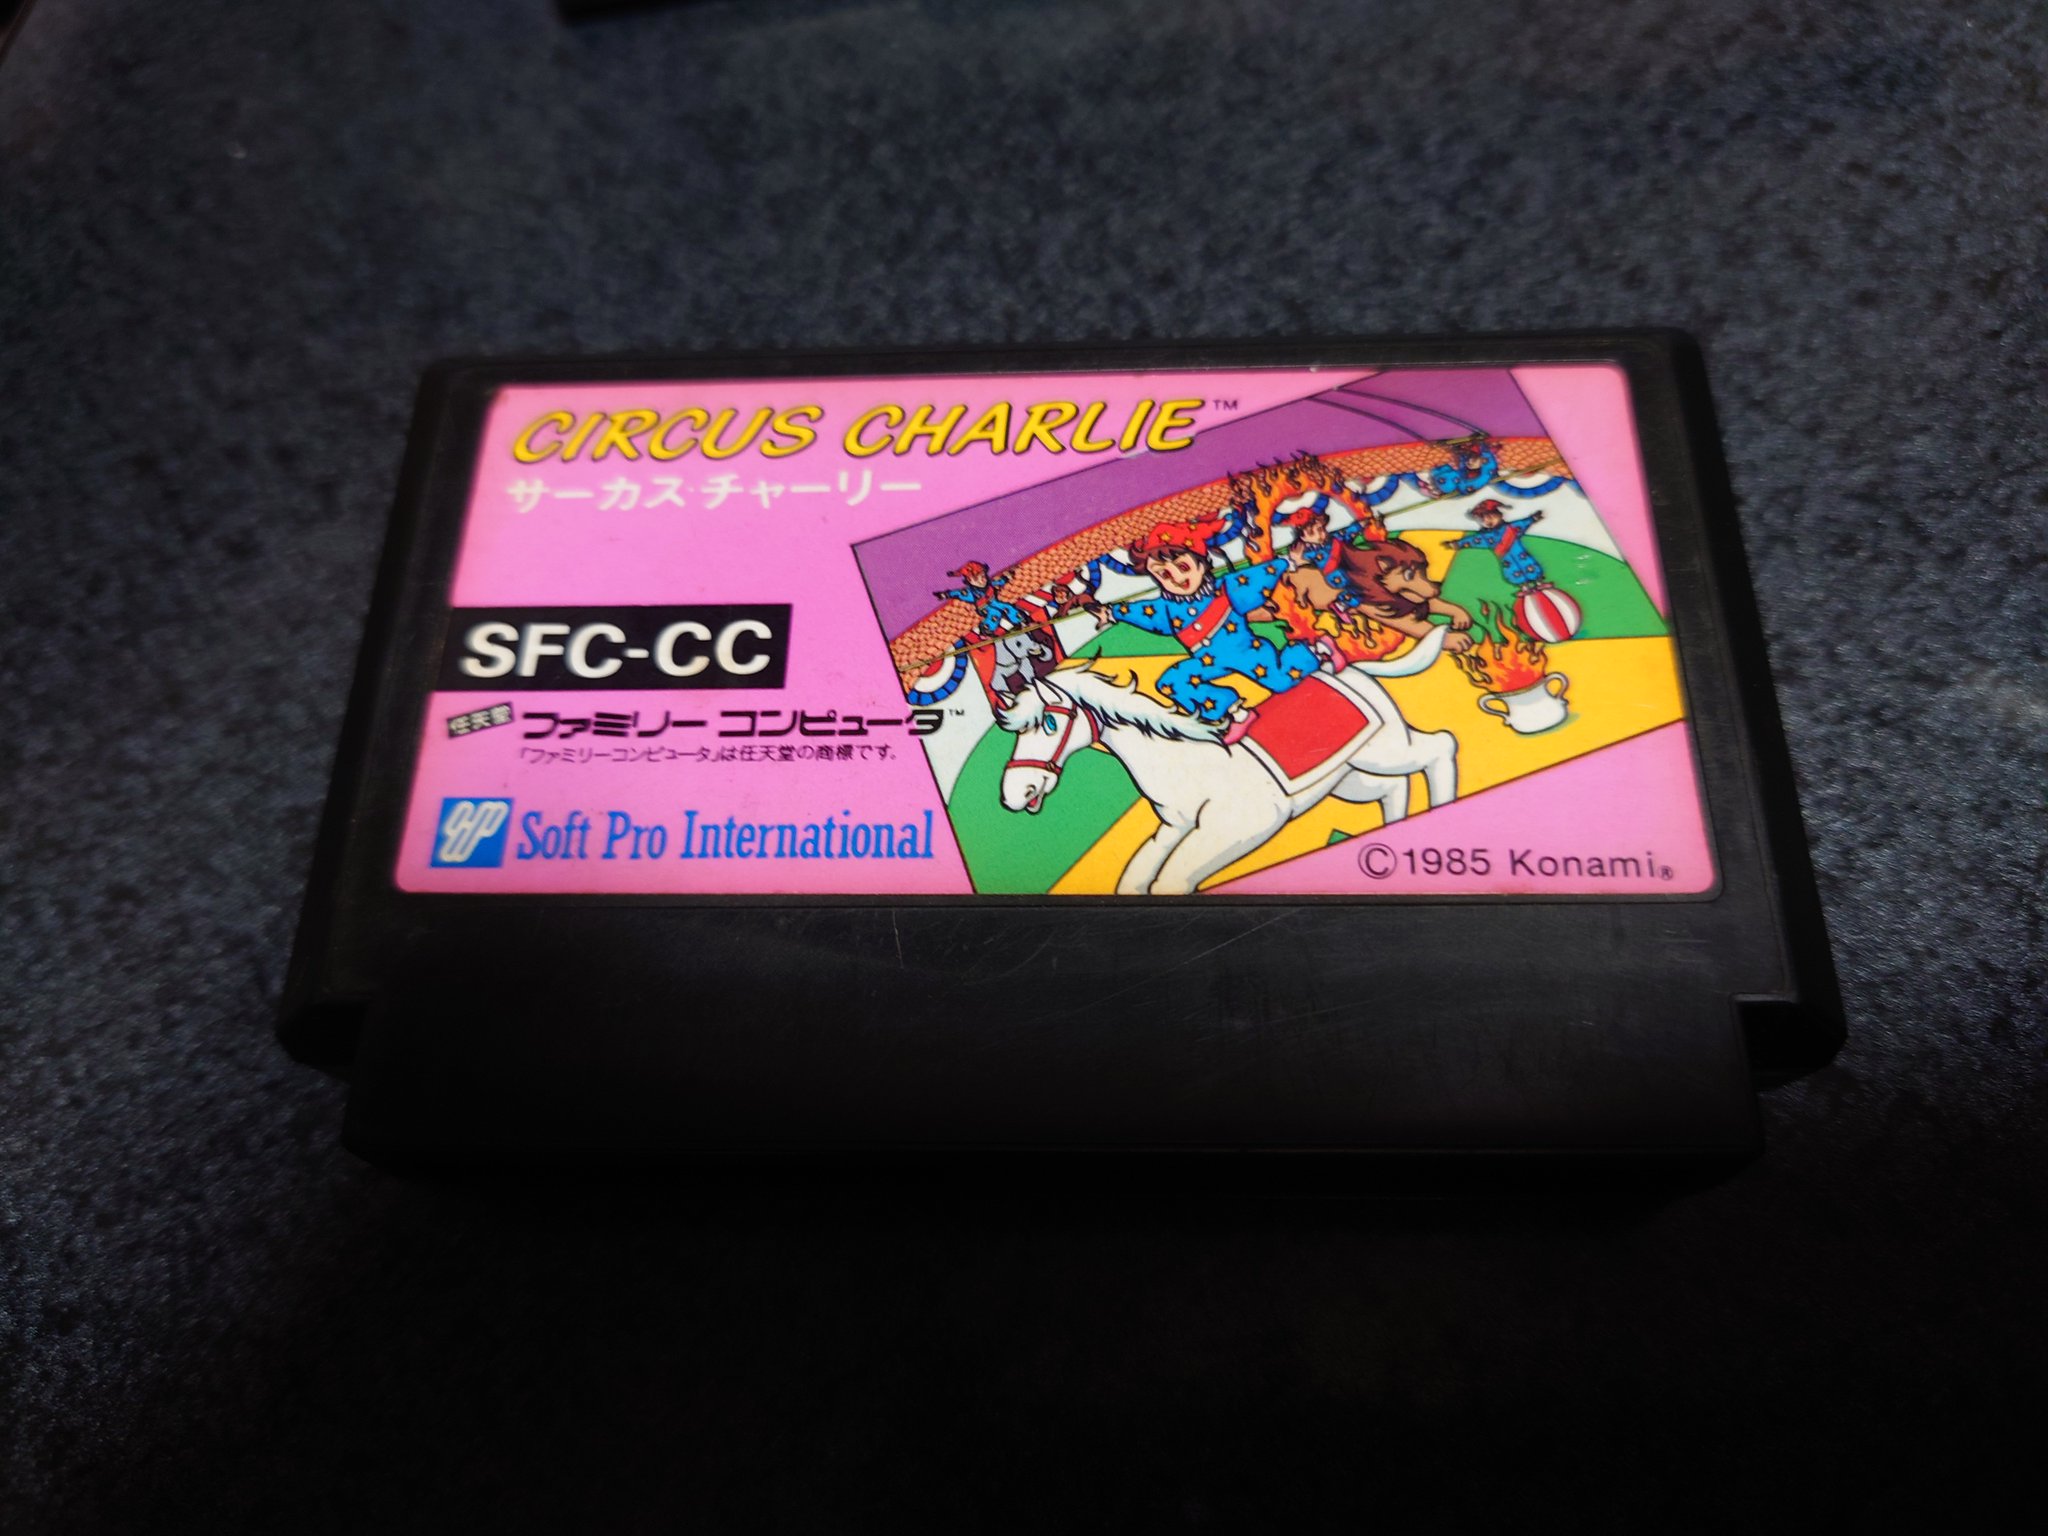 CIRCUS CHARLIE™
サーカス・チャーリー
SFC-CC
任天堂 ファミリー コンピュータ™
「ファミリーコンピュータ」は任天堂の商標です。
Soft Pro International
©1985 Konami®